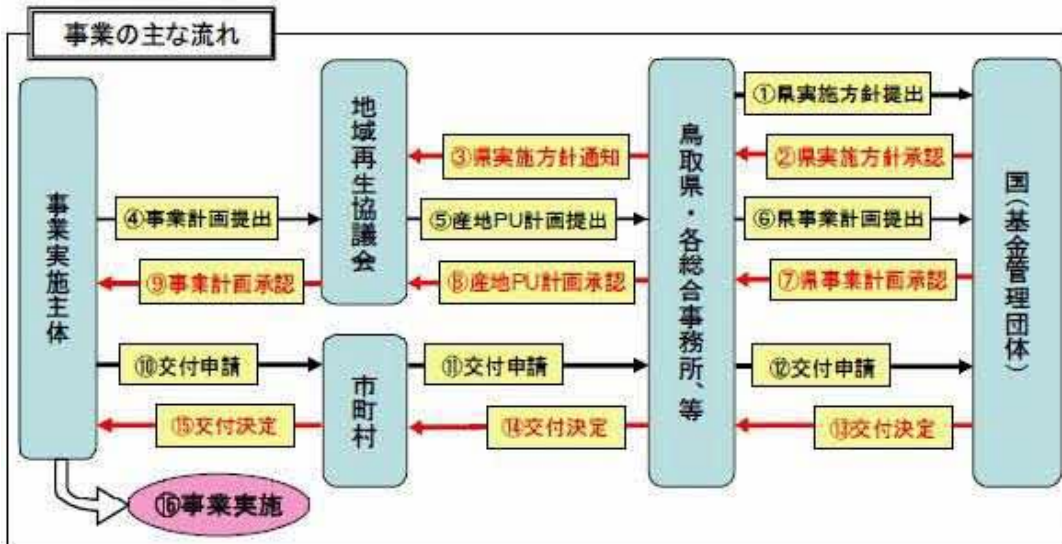 事業の主な流れ
事業実施主体
地域再生協議会
市町村
鳥取県・各総合事務所、等
国(基金管理団体)
①県実施方針提出
②県実施方針承認
③県実施方針通知
④事業計画提出
⑤産地PU計画提出
⑥県事業計画提出
⑦県事業計画承認
⑧産地PU計画承認
⑨事業計画承認
⑩交付申請
⑪交付申請
⑫交付申請
⑬交付決定
⑭交付決定
⑮交付決定
⑯事業実施